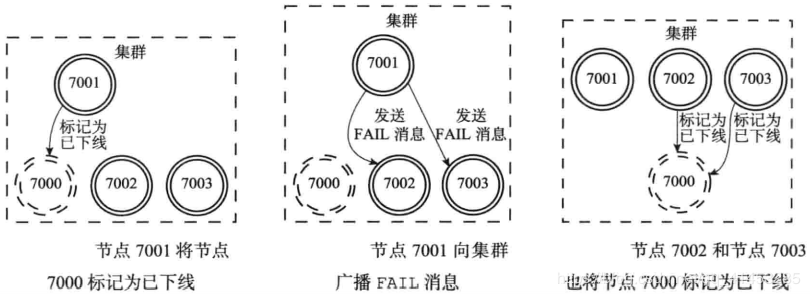 集群
7001
标记为
已下线
7000
7002
7003
节点 7001 将节点
7000 标记为已下线
集群
7001
发送
FAIL 消息
发送
FAIL 消息
7000
7002
7003
节点 7001 向集群
广播 FAIL 消息
集群
7001
7002
7003
标记为
已下线
标记为
已下线
7000
节点 7002 和节点 7003
也将节点 7000 标记为已下线